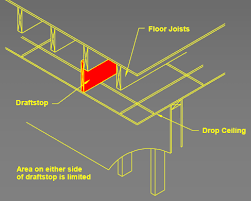 Floor Joists
Draftstop
Drop Ceiling
Area on either side
of draftstop is limited